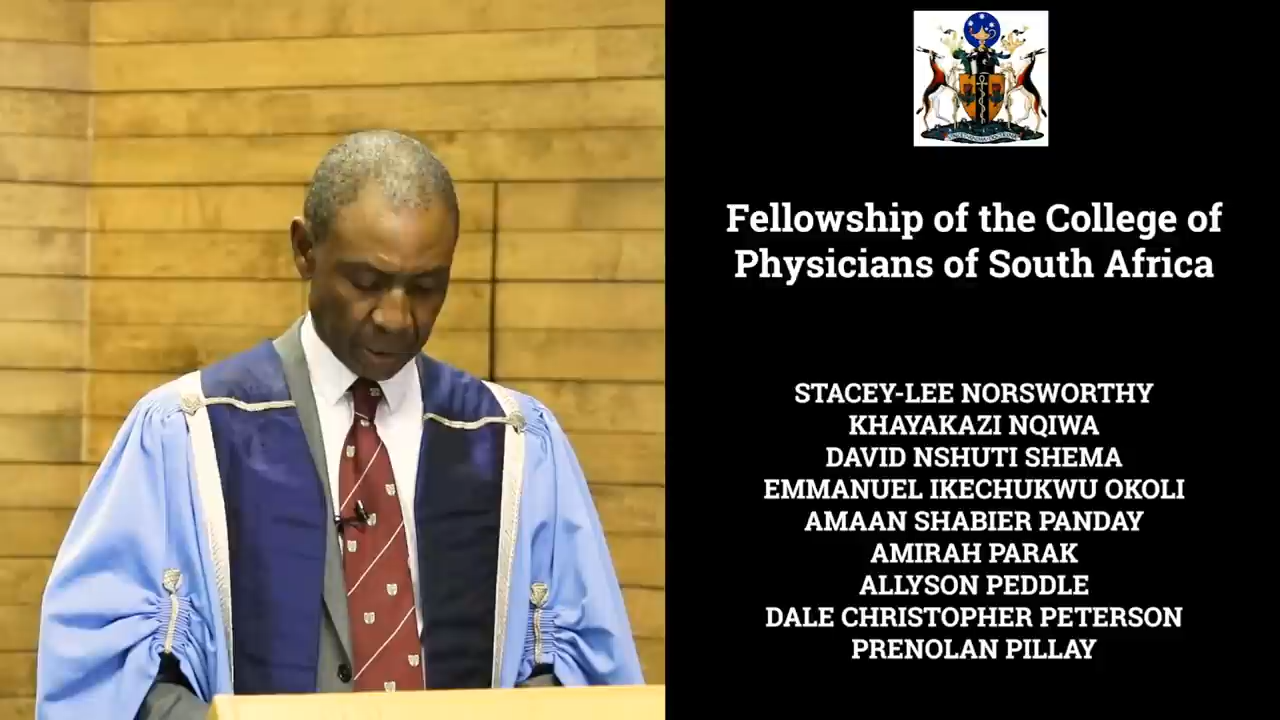 Fellowship of the College of
Physicians of South Africa
STACEY-LEE NORSWORTHY
KHAYAKAZI NQIWA
DAVID NSHUTI SHEMA
EMMANUEL IKECHUKWU OKOLI
AMAAN SHABIER PANDAY
AMIRAH PARAK
ALLYSON PEDDLE
DALE CHRISTOPHER PETERSON
PRENOLAN PILLAY